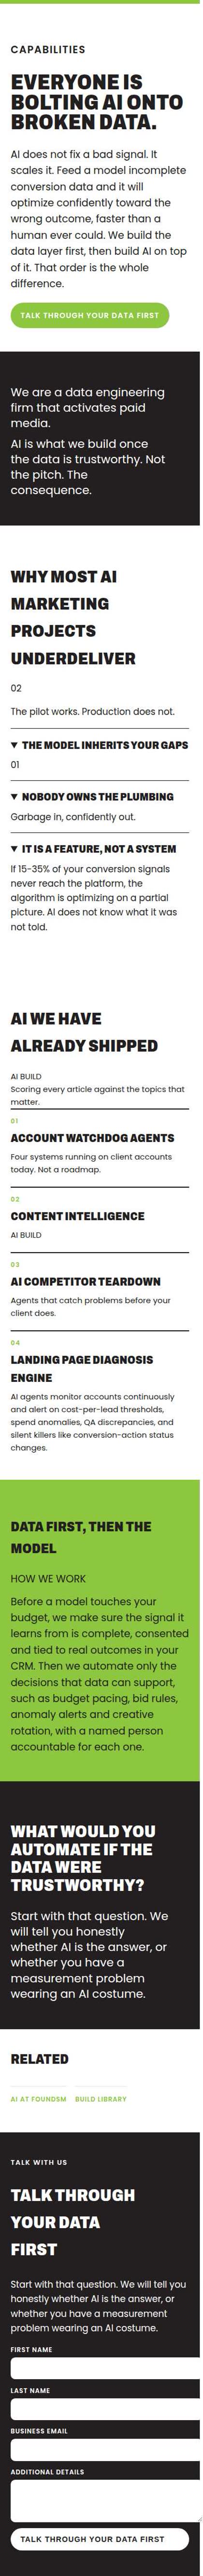 CAPABILITIES
EVERYONE IS
BOLTING AI ONTO
BROKEN DATA.
AI does not fix a bad signal. It
scales it. Feed a model incomplete
conversion data and it will
optimize confidently toward the
wrong outcome, faster than a
human ever could. We build the
data layer first, then build AI on top
of it. That order is the whole
difference.
TALK THROUGH YOUR DATA FIRST
We are a data engineering
firm that activates paid
media.
AI is what we build once
the data is trustworthy. Not
the pitch. The
consequence.
WHY MOST AI
MARKETING
PROJECTS
UNDERDELIVER
02
The pilot works. Production does not.
▼ THE MODEL INHERITS YOUR GAPS
01
▼ NOBODY OWNS THE PLUMBING
Garbage in, confidently out.
▼ IT IS A FEATURE, NOT A SYSTEM
If 15-35% of your conversion signals
never reach the platform, the
algorithm is optimizing on a partial
picture. AI does not know what it was
not told.
AI WE HAVE
ALREADY SHIPPED
AI BUILD
Scoring every article against the topics that
matter.
01
ACCOUNT WATCHDOG AGENTS
Four systems running on client accounts
today. Not a roadmap.
02
CONTENT INTELLIGENCE
AI BUILD
03
AI COMPETITOR TEARDOWN
Agents that catch problems before your
client does.
04
LANDING PAGE DIAGNOSIS
ENGINE
AI agents monitor accounts continuously
and alert on cost-per-lead thresholds,
spend anomalies, QA discrepancies, and
silent killers like conversion-action status
changes.
DATA FIRST, THEN THE
MODEL
HOW WE WORK
Before a model touches your
budget, we make sure the signal it
learns from is complete, consented
and tied to real outcomes in your
CRM. Then we automate only the
decisions that data can support,
such as budget pacing, bid rules,
anomaly alerts and creative
rotation, with a named person
accountable for each one.
WHAT WOULD YOU
AUTOMATE IF THE
DATA WERE
TRUSTWORTHY?
Start with that question. We
will tell you honestly
whether AI is the answer, or
whether you have a
measurement problem
wearing an AI costume.
RELATED
AI AT FOUNDSM BUILD LIBRARY
TALK WITH US
TALK THROUGH
YOUR DATA
FIRST
Start with that question. We will tell you
honestly whether AI is the answer, or
whether you have a measurement
problem wearing an AI costume.
FIRST NAME
LAST NAME
BUSINESS EMAIL
ADDITIONAL DETAILS
TALK THROUGH YOUR DATA FIRST